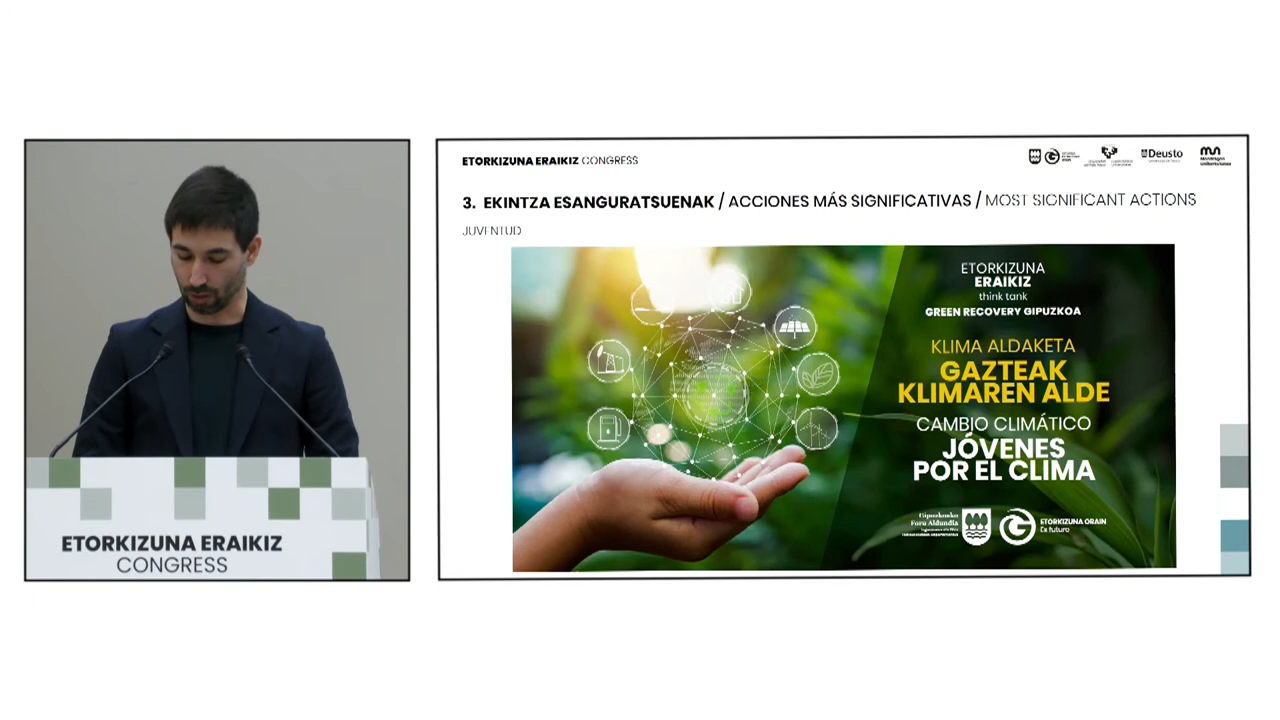 ETORKIZUNA ERAIKIZ
CONGRESS
ETORKIZUNA ERAIKIZ CONGRESS
Deusto
3. EKINTZA ESANGURATSUENAK / ACCIONES MÁS SIGNIFICATIVAS / MOST SIGNIFICANT ACTIONS
JUVENTUD
ETORKIZUNA
ERAIKIZ
think tank
GREEN RECOVERY GIPUZKOA
KLIMA ALDAKETA
GAZTEAK
KLIMAREN ALDE
CAMBIO CLIMÁTICO
JÓVENES
POR EL CLIMA
Gipuzkoako
Foru Aldundia
ETORKIZUNA ORAIN
Es futuro